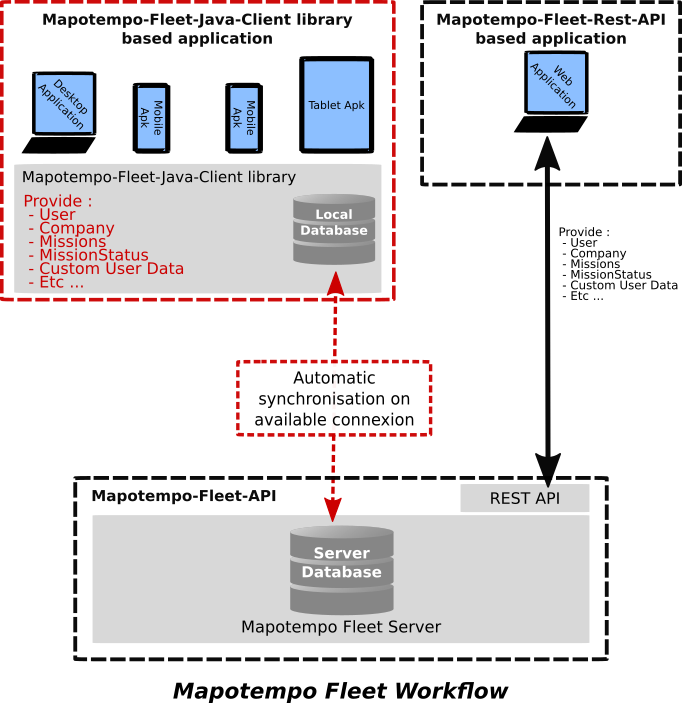 Mapotempo-Fleet-Java-Client library
based application
Desktop
Application
Mobile
Apk
Mobile
Apk
Tablet Apk
Mapotempo-Fleet-Java-Client library
Provide :
- User
- Company
- Missions
- MissionStatus
- Custom User Data
- Etc ...
Local
Database
Mapotempo-Fleet-Rest-API
based application
Web
Application
Provide :
- User
- Company
- Missions
- MissionStatus
- Custom User Data
- Etc ...
Automatic
synchronisation on
available connexion
Mapotempo-Fleet-API
REST API
Server
Database
Mapotempo Fleet Server
Mapotempo Fleet Workflow